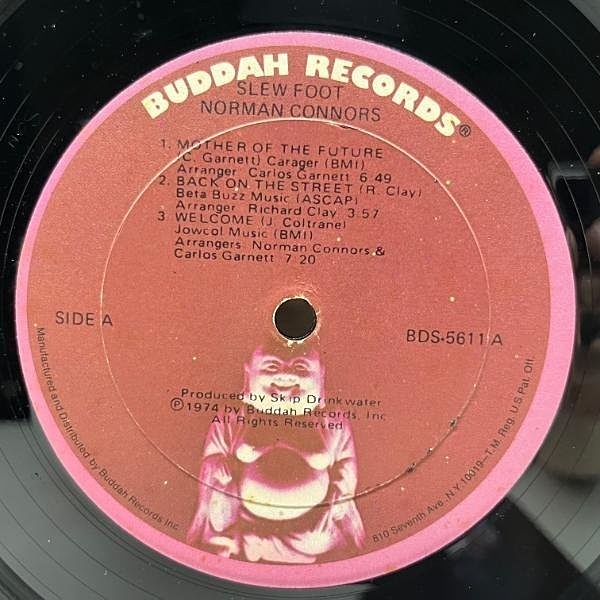 BUDDAH RECORDS®
SLEW FOOT
NORMAN CONNORS
1. MOTHER OF THE FUTURE
(C. Garnett) Carager (BMI)
Arranger Carlos Garnett 6:49
2. BACK ON THE STREET (R. Clay)
Beta Buzz Music (ASCAP)
Arranger Richard Clay 3:57
3. WELCOME (J. Coltrane)
Jowcol Music (BMI)
Arrangers Norman Connors &
Carlos Garnett 7:20
SIDE A
BDS-5611 A
Produced by Skip Drinkwater
Ⓟ1974 by Buddah Records, Inc.
All Rights Reserved
Manufactured and Distributed by Buddah Records Inc.
810 Seventh Ave. N.Y. 10019-T.M. Reg. U.S. Pat. Off.